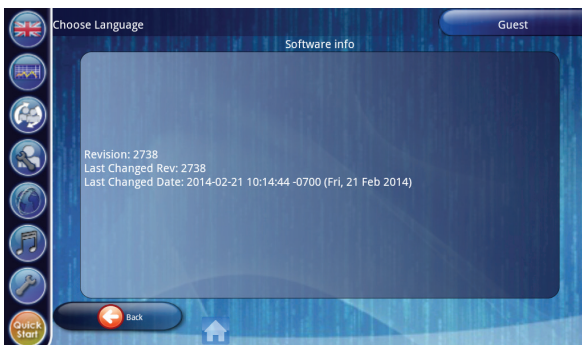 Choose Language
Guest
Software info
Revision: 2738
Last Changed Rev: 2738
Last Changed Date: 2014-02-21 10:14:44 -0700 (Fri, 21 Feb 2014)
Back
Quick
Start